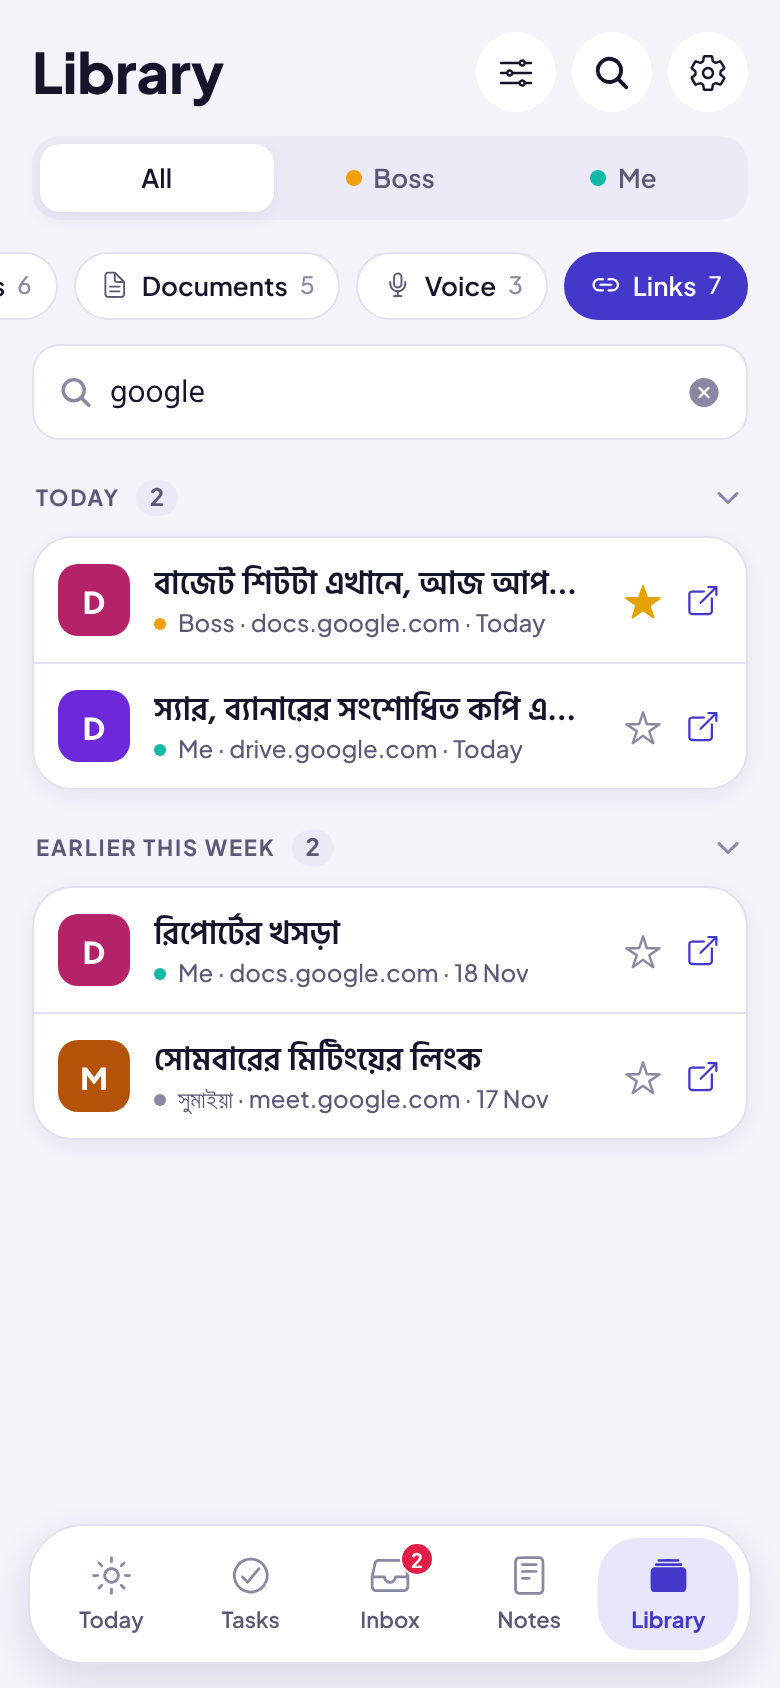 Library
All
Boss
Me
s 6
Documents 5
Voice 3
Links 7
google
TODAY 2
D
বাজেট শিটটা এখানে, আজ আপ...
Boss · docs.google.com · Today
D
স্যার, ব্যানারের সংশোধিত কপি এ...
Me · drive.google.com · Today
EARLIER THIS WEEK 2
D
রিপোর্টের খসড়া
Me · docs.google.com · 18 Nov
M
সোমবারের মিটিংয়ের লিংক
সুমাইয়া · meet.google.com · 17 Nov
2
Today
Tasks
Inbox
Notes
Library